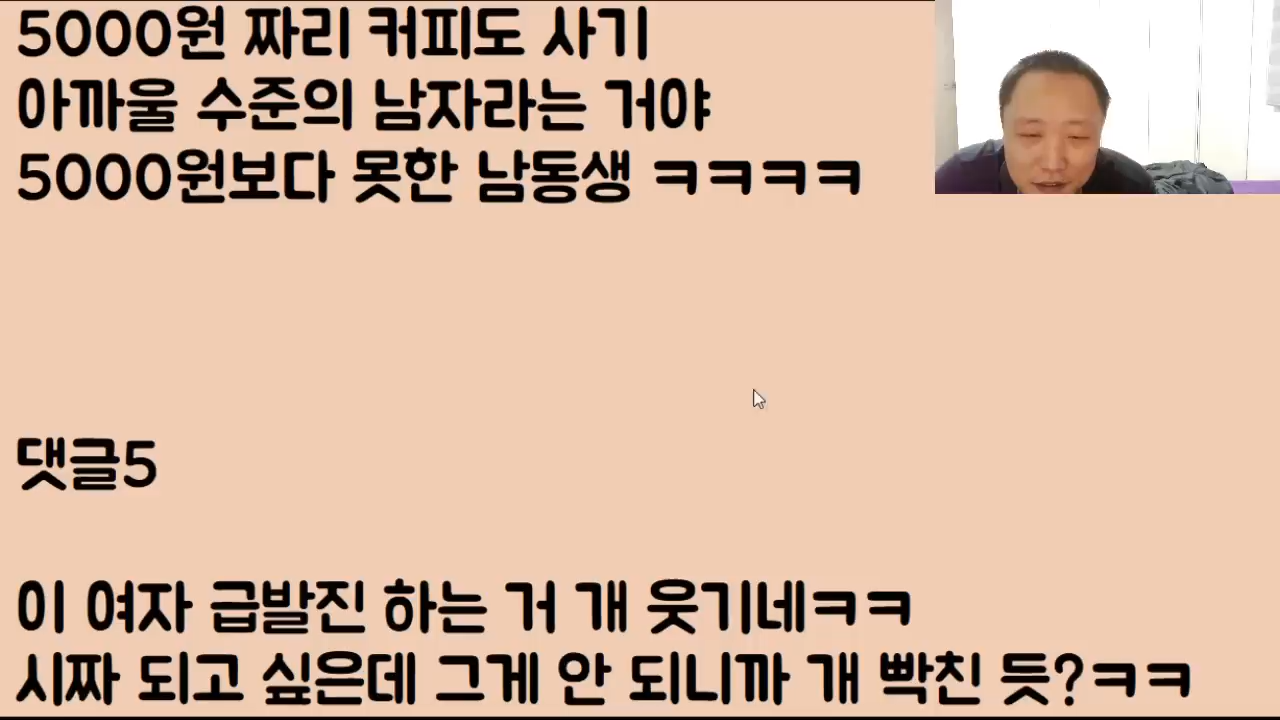 5000원 짜리 커피도 사기
아까울 수준의 남자라는 거야
5000원보다 못한 남동생 ㅋㅋㅋㅋ
댓글5
이 여자 급발진 하는 거 개 웃기네ㅋㅋ
시짜 되고 싶은데 그게 안 되니까 개 빡친 듯?ㅋㅋ